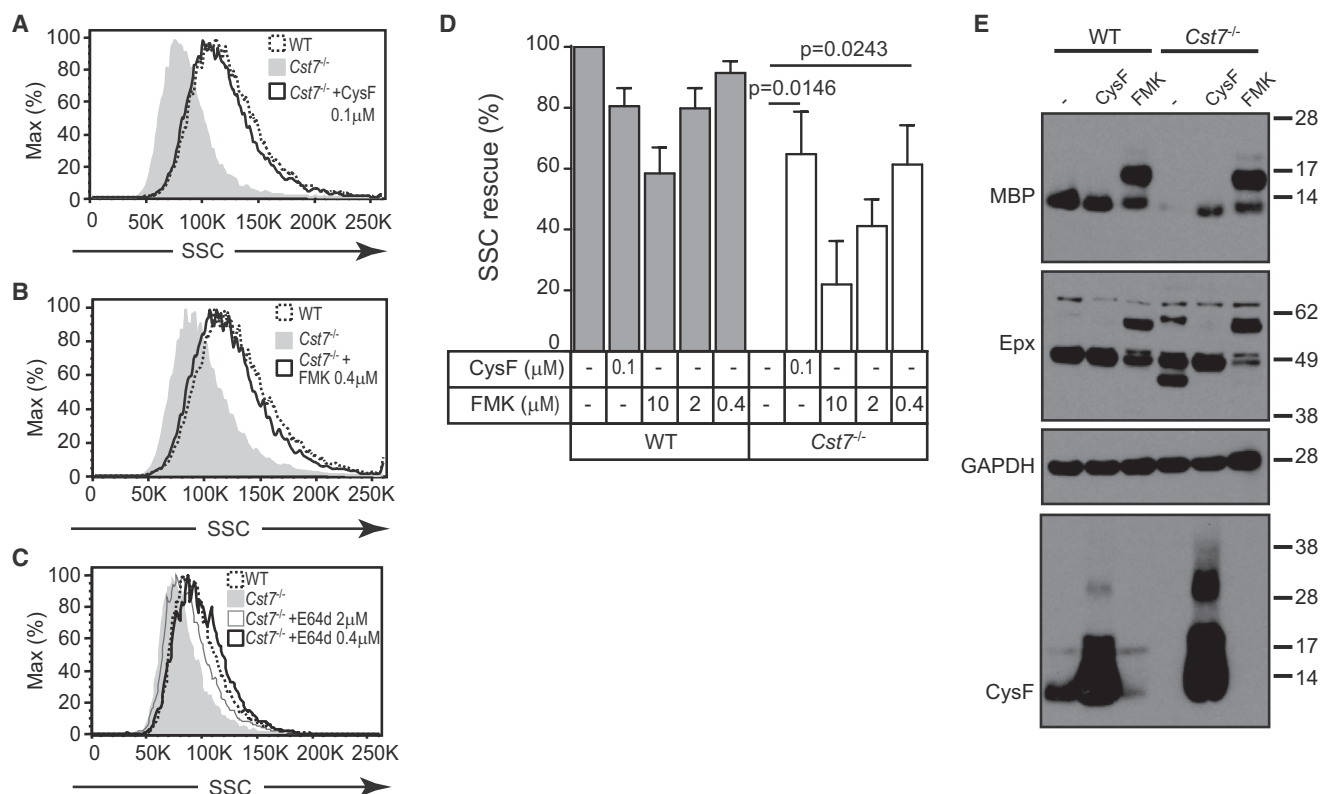 A
Max (%)
100
80
60
40
20
0
WT
Cst7-/-
Cst7-/- +CysF
0.1μM
0 50K 100K 150K 200K 250K
SSC
B
Max (%)
100
80
60
40
20
0
WT
Cst7-/-
Cst7-/- +
FMK 0.4μM
0 50K 100K 150K 200K 250K
SSC
C
Max (%)
100
80
60
40
20
0
WT
Cst7-/-
Cst7-/- +E64d 2μM
Cst7-/- +E64d 0.4μM
0 50K 100K 150K 200K 250K
SSC
D
SSC rescue (%)
100
80
60
40
20
0
p=0.0243
p=0.0146
CysF (μM) - 0.1 - - - - 0.1 - - -
FMK (μM) - - 10 2 0.4 - - 10 2 0.4
WT Cst7-/-
E
WT Cst7-/-
- CysF FMK - CysF FMK
MBP
28
17
14
Epx
62
49
38
GAPDH
28
CysF
38
28
17
14